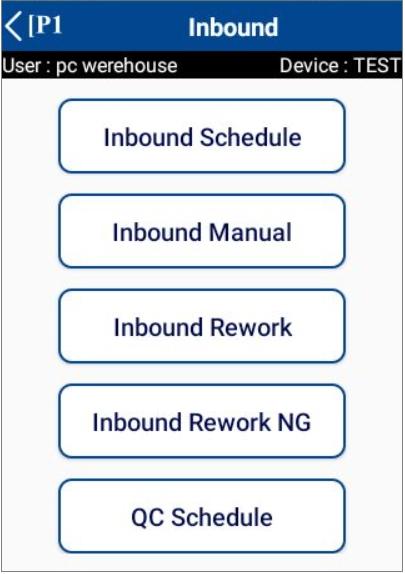 [P1 Inbound
User : pc werehouse Device : TEST
Inbound Schedule
Inbound Manual
Inbound Rework
Inbound Rework NG
QC Schedule